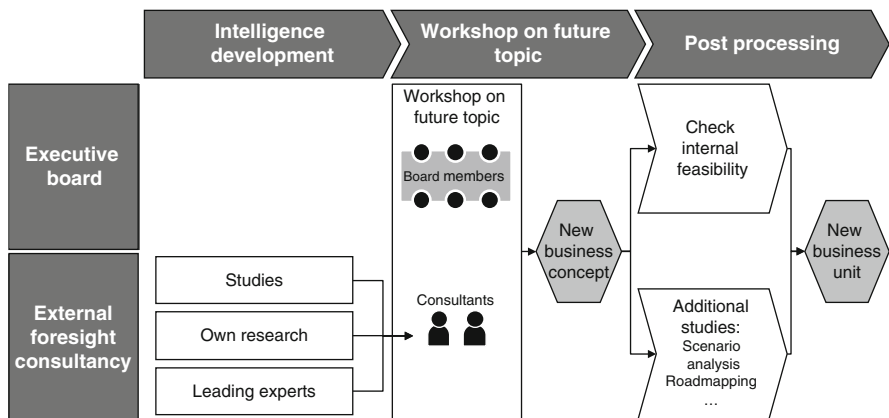 Intelligence
development
Workshop on future
topic
Post processing
Executive
board
Workshop on
future topic
Board members
Check
internal
feasibility
New
business
concept
New
business
unit
External
foresight
consultancy
Studies
Own research
Leading experts
Consultants
Additional
studies:
Scenario
analysis
Roadmapping
...